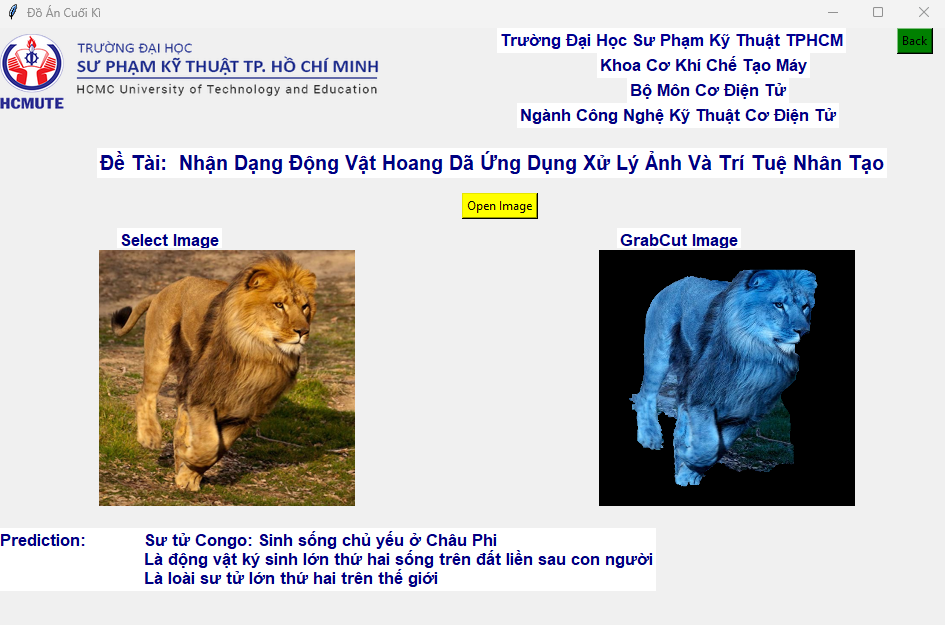 Đồ Án Cuối Kì
TRƯỜNG ĐẠI HỌC
SƯ PHẠM KỸ THUẬT TP. HỒ CHÍ MINH
HCMC University of Technology and Education
HCMUTE
Trường Đại Học Sư Phạm Kỹ Thuật TPHCM
Khoa Cơ Khí Chế Tạo Máy
Bộ Môn Cơ Điện Tử
Ngành Công Nghệ Kỹ Thuật Cơ Điện Tử
Back
Đề Tài: Nhận Dạng Động Vật Hoang Dã Ứng Dụng Xử Lý Ảnh Và Trí Tuệ Nhân Tạo
Open Image
Select Image
GrabCut Image
Prediction: Sư tử Congo: Sinh sống chủ yếu ở Châu Phi
Là động vật ký sinh lớn thứ hai sống trên đất liền sau con người
Là loài sư tử lớn thứ hai trên thế giới